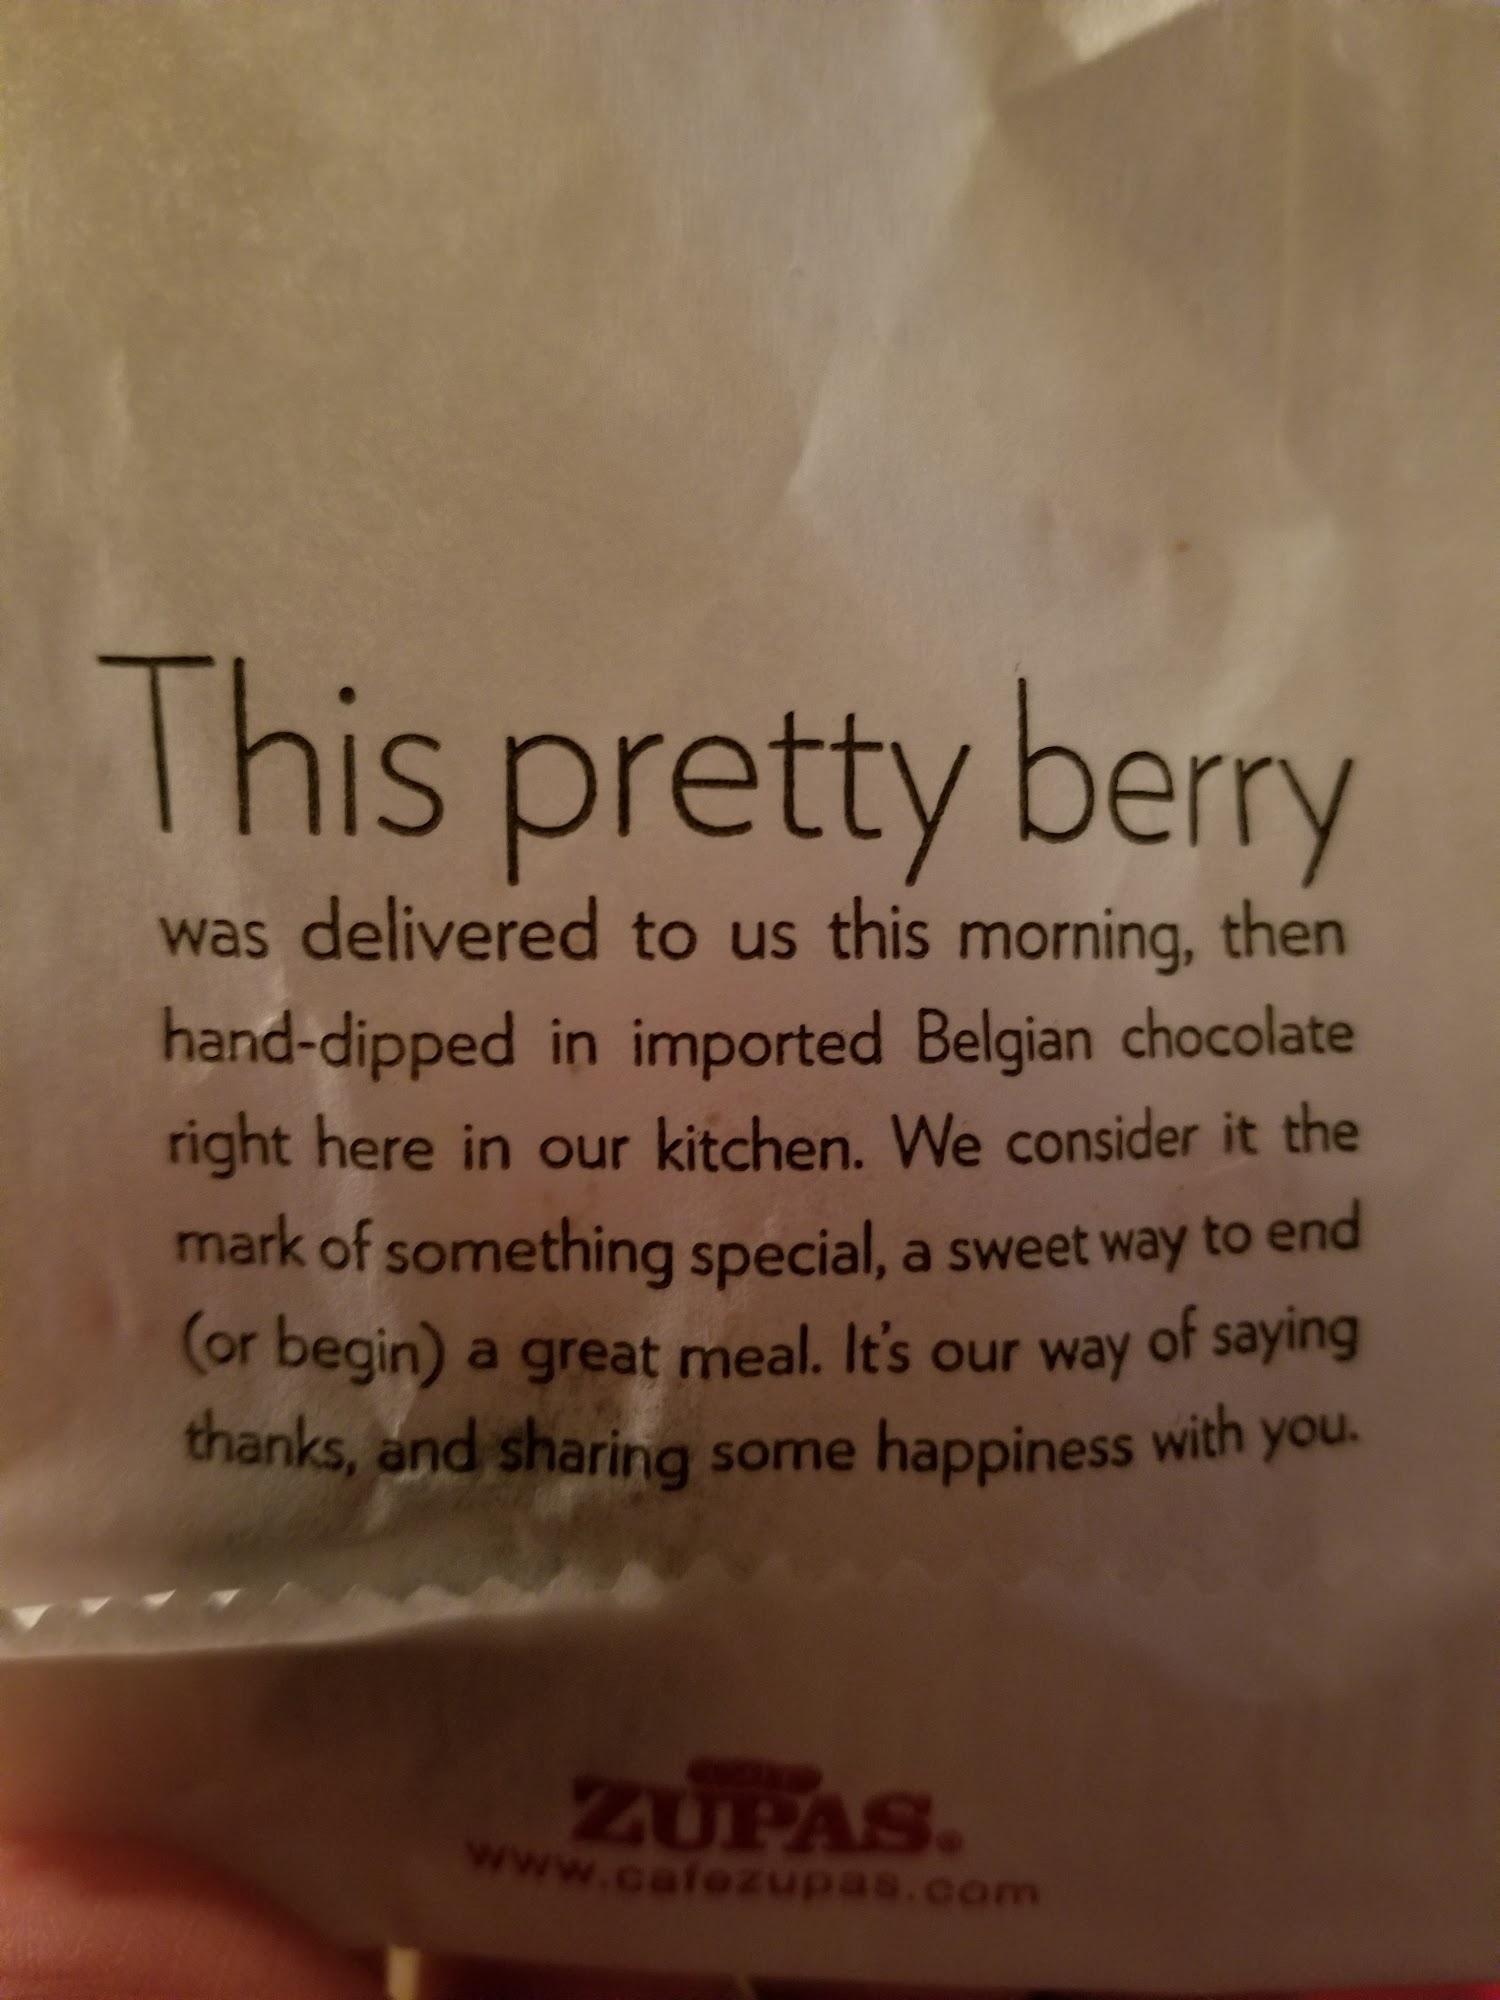 This pretty berry
was delivered to us this morning, then
hand-dipped in imported Belgian chocolate
right here in our kitchen. We consider it the
mark of something special, a sweet way to end
(or begin) a great meal. It's our way of saying
thanks, and sharing some happiness with you.
ZUPAS®
www.cafezupas.com